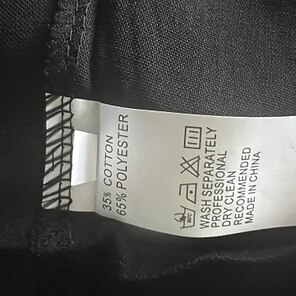 35% COTTON
65% POLYESTER
WASH SEPARATELY
PROFESSIONAL
DRY CLEAN
RECOMMENDED
MADE IN CHINA